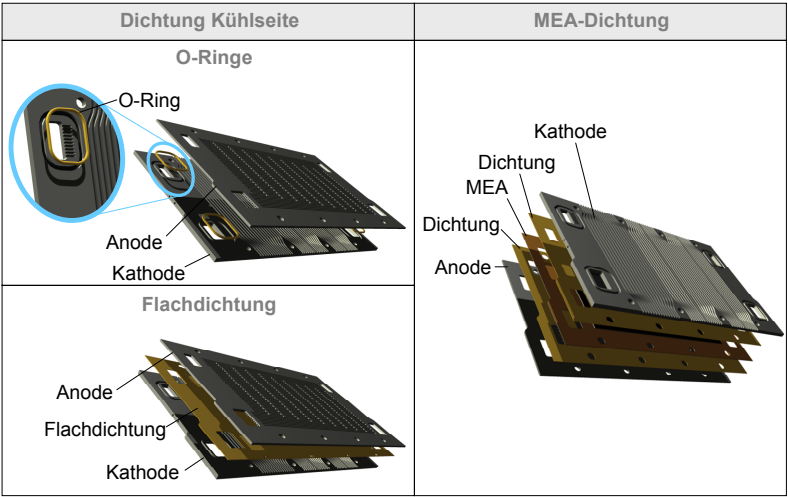 Dichtung Kühlseite
MEA-Dichtung
O-Ringe
O-Ring
Anode
Kathode
Flachdichtung
Anode
Flachdichtung
Kathode
Kathode
Dichtung
MEA
Dichtung
Anode